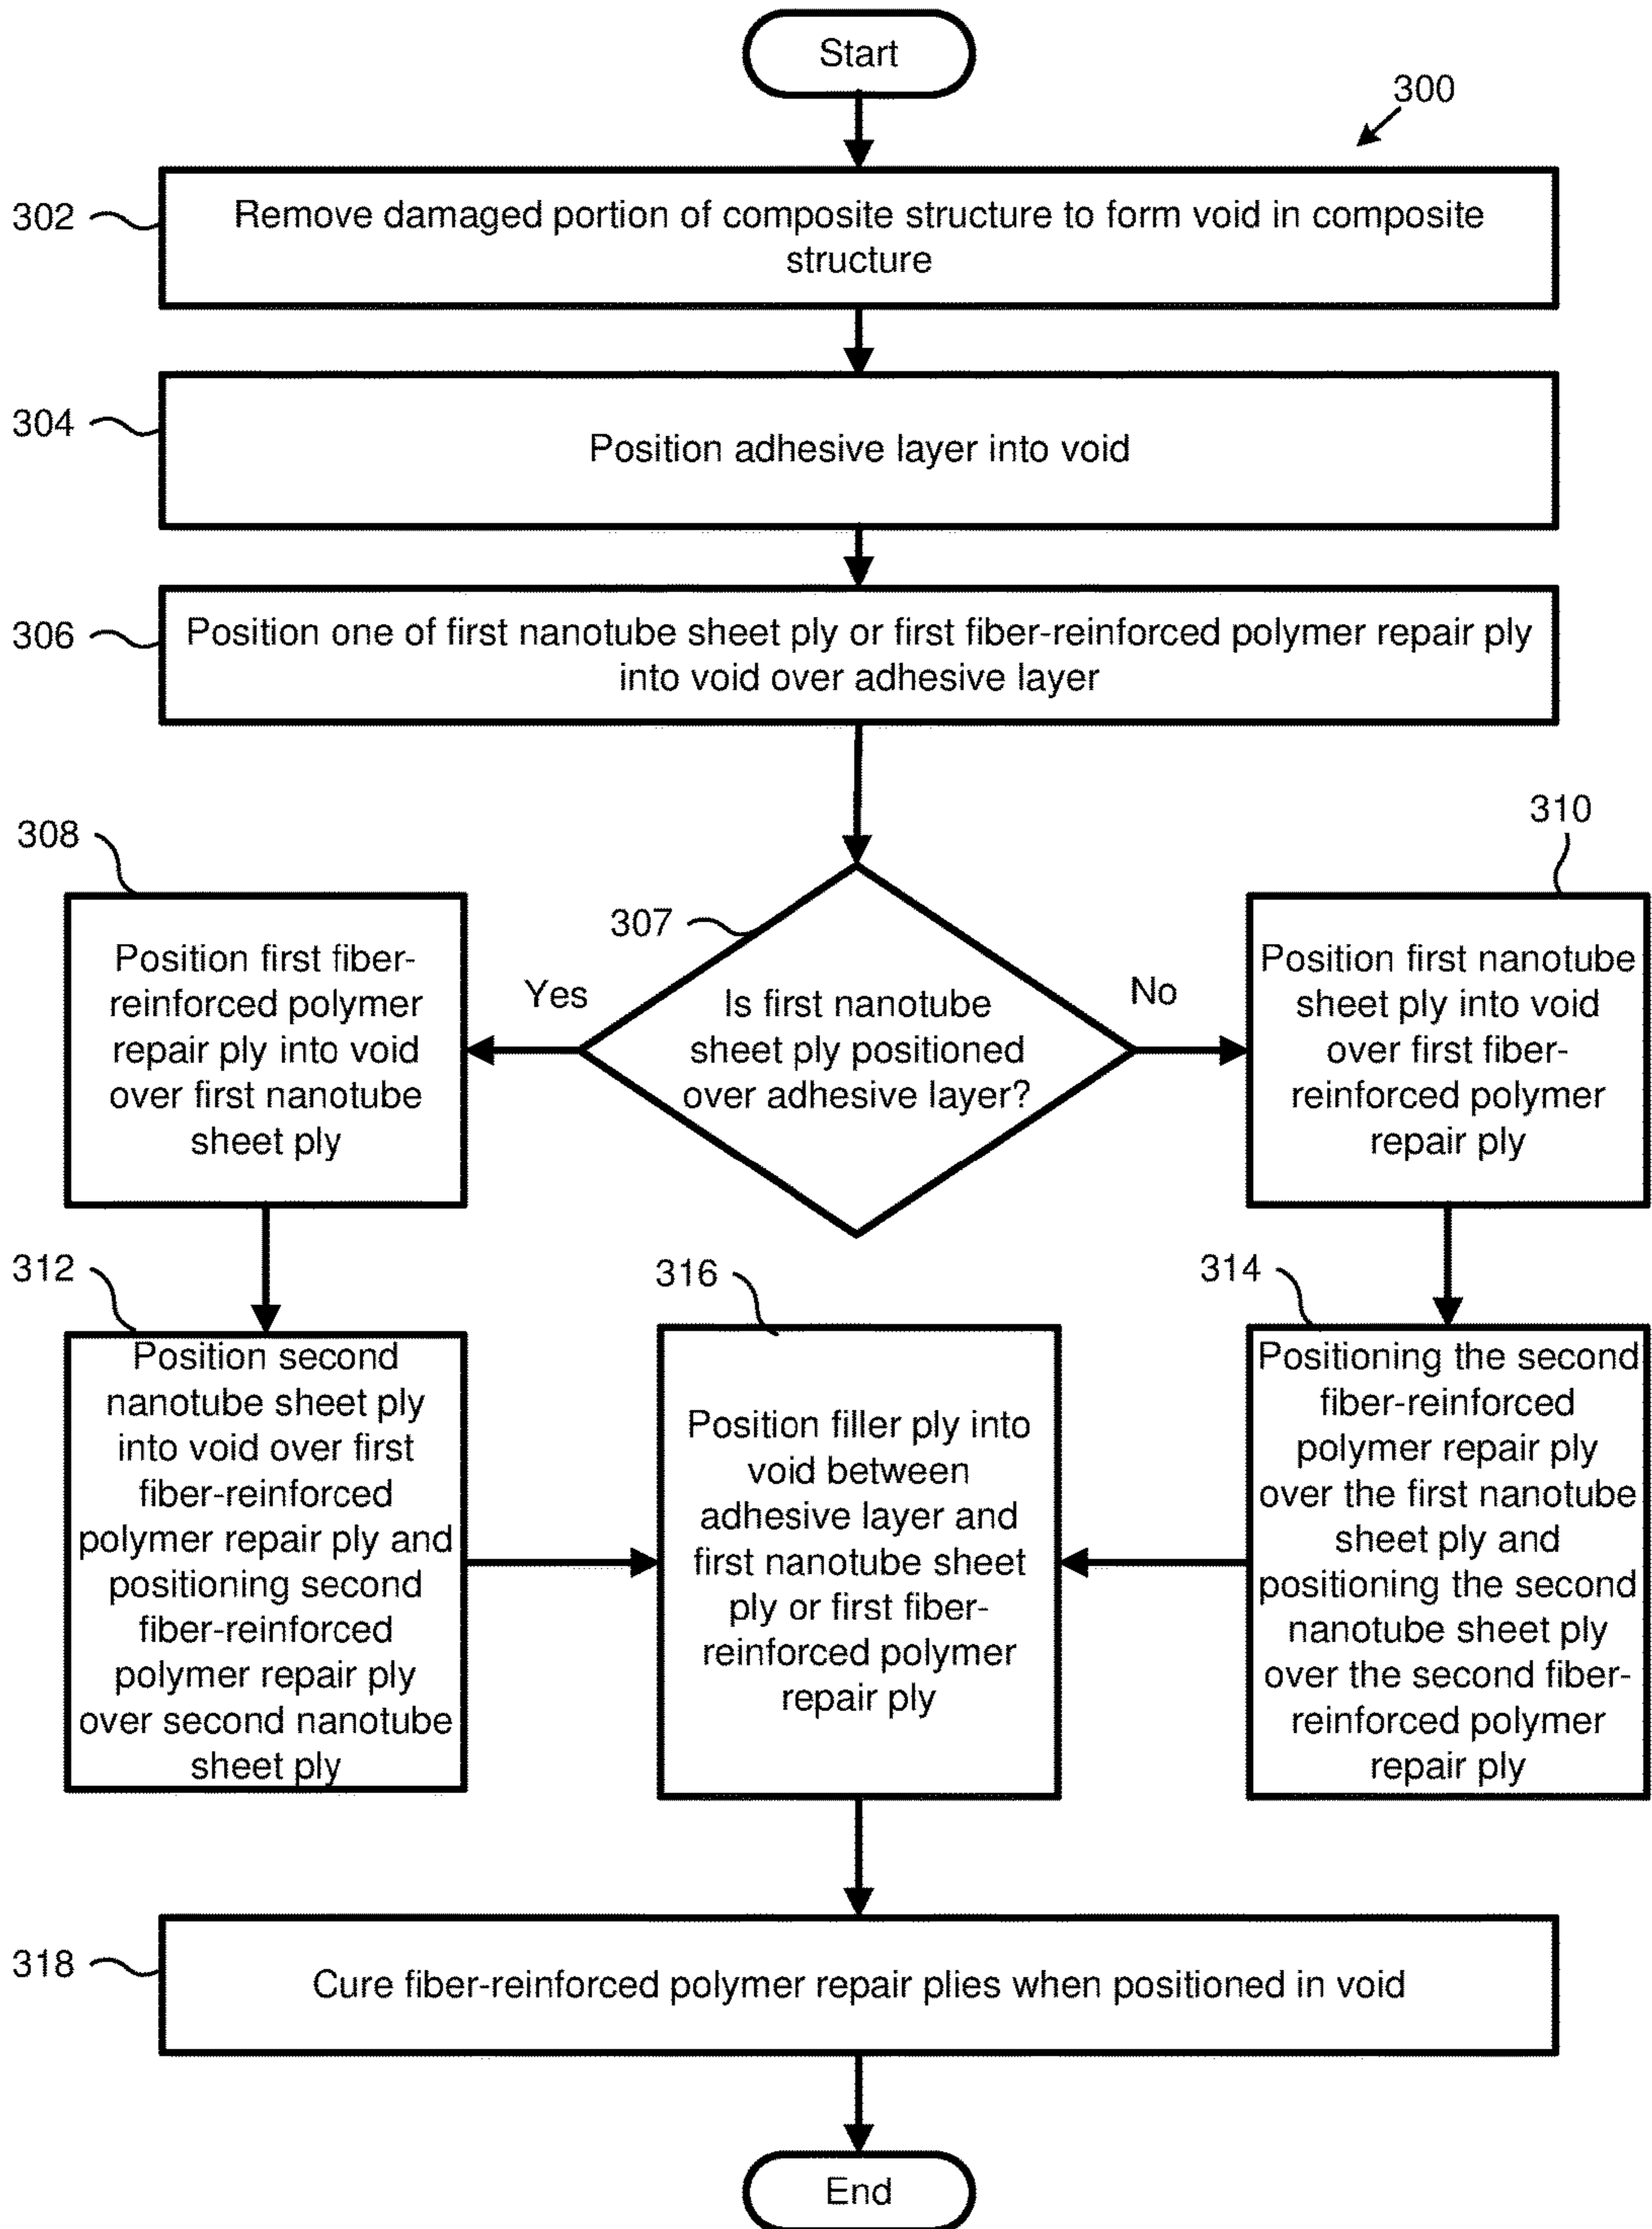 Start
300
302
Remove damaged portion of composite structure to form void in composite
structure
304
Position adhesive layer into void
306
Position one of first nanotube sheet ply or first fiber-reinforced polymer repair ply
into void over adhesive layer
308
Position first fiber-
reinforced polymer
repair ply into void
over first nanotube
sheet ply
Yes
307
Is first nanotube
sheet ply positioned
over adhesive layer?
No
310
Position first nanotube
sheet ply into void
over first fiber-
reinforced polymer
repair ply
312
Position second
nanotube sheet ply
into void over first
fiber-reinforced
polymer repair ply and
positioning second
fiber-reinforced
polymer repair ply
over second nanotube
sheet ply
316
Position filler ply into
void between
adhesive layer and
first nanotube sheet
ply or first fiber-
reinforced polymer
repair ply
314
Positioning the second
fiber-reinforced
polymer repair ply
over the first nanotube
sheet ply and
positioning the second
nanotube sheet ply
over the second fiber-
reinforced polymer
repair ply
318
Cure fiber-reinforced polymer repair plies when positioned in void
End